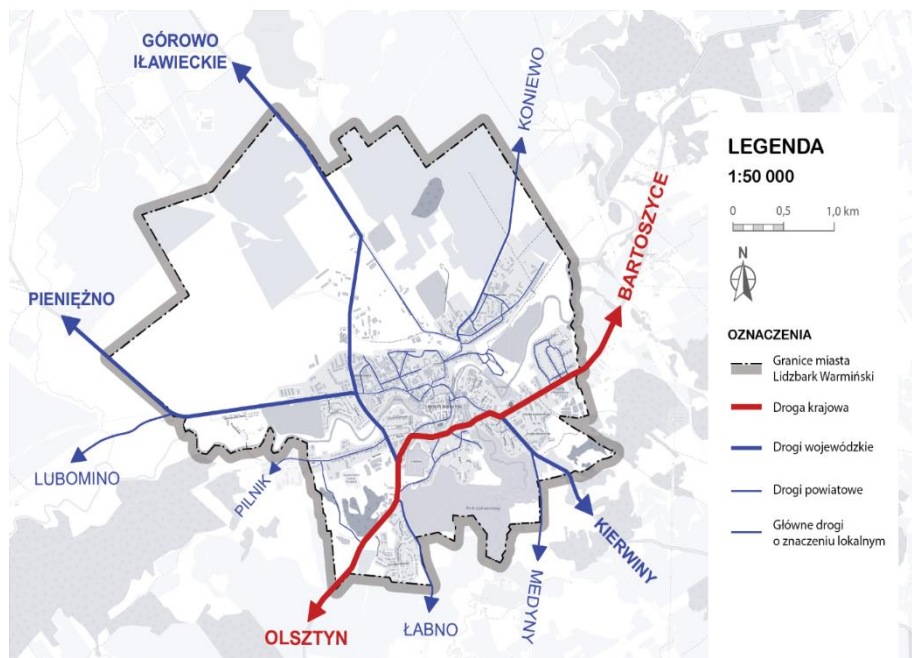 GÓROWO
IŁAWIECKIE
KONIEWO
BARTOSZYCE
PIENIĘŻNO
LUBOMINO
PILNIK
OLSZTYN
ŁABNO
MEDYNY
KIERWINY
LEGENDA
1:50 000
0 0,5 1,0 km
N
OZNACZENIA
Granice miasta
Lidzbark Warmiński
Droga krajowa
Drogi wojewódzkie
Drogi powiatowe
Główne drogi
o znaczeniu lokalnym